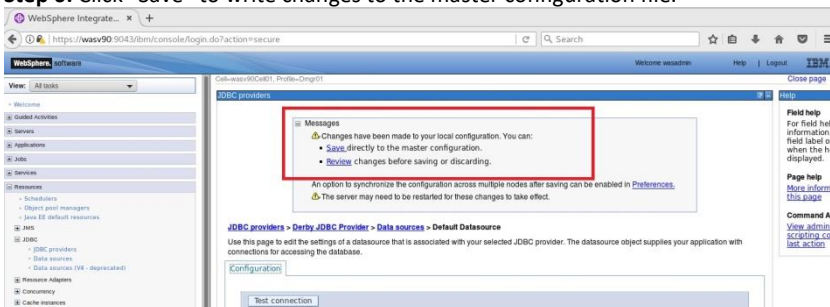 Step 6: Click "Save" to write changes to the master configuration file.
WebSphere Integrate... × +
https://wasv90:9043/ibm/console/login.do?action=secure
Search
WebSphere. software
Welcome wasadmin Help | Logout IBM
View: All tasks
Cell=wasv90Cell01, Profile=Dmgr01
Close page
Welcome
Guided Activities
Servers
Applications
Jobs
Services
Resources
Schedulers
Object pool managers
Java EE default resources
JMS
JDBC
JDBC providers
Data sources
Data sources (V4 - deprecated)
Resource Adapters
Concurrency
Cache instances
JDBC providers
Messages
Changes have been made to your local configuration. You can:
Save directly to the master configuration.
Review changes before saving or discarding.
An option to synchronize the configuration across multiple nodes after saving can be enabled in Preferences.
The server may need to be restarted for these changes to take effect.
JDBC providers > Derby JDBC Provider > Data sources > Default Datasource
Use this page to edit the settings of a datasource that is associated with your selected JDBC provider. The datasource object supplies your application with
connections for accessing the database.
Configuration
Test connection
Help
Field help
For field hel
information
field label o
when the h
displayed.
Page help
More inform
this page
Command A
View admin
scripting co
last action